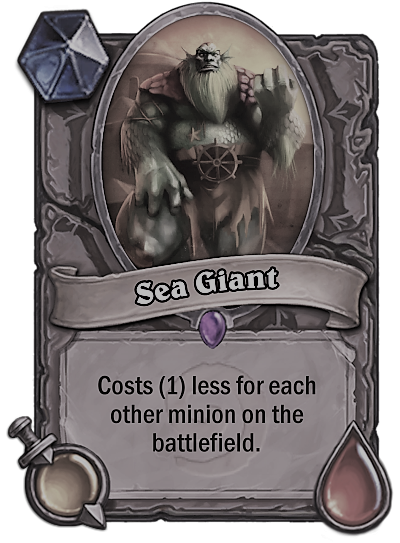 Sea Giant
Costs (1) less for each
other minion on the
battlefield.